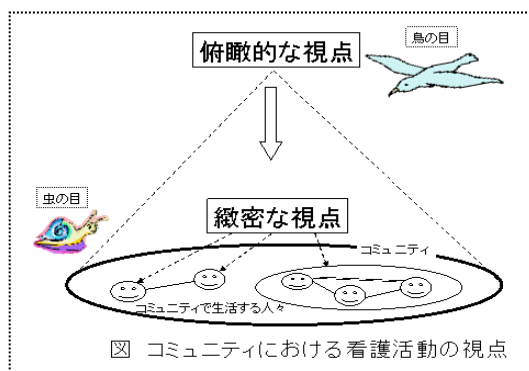 鳥の目
俯瞰的な視点
虫の目
緻密な視点
コミュニティ
コミュニティで生活する人々
図 コミュニティにおける看護活動の視点